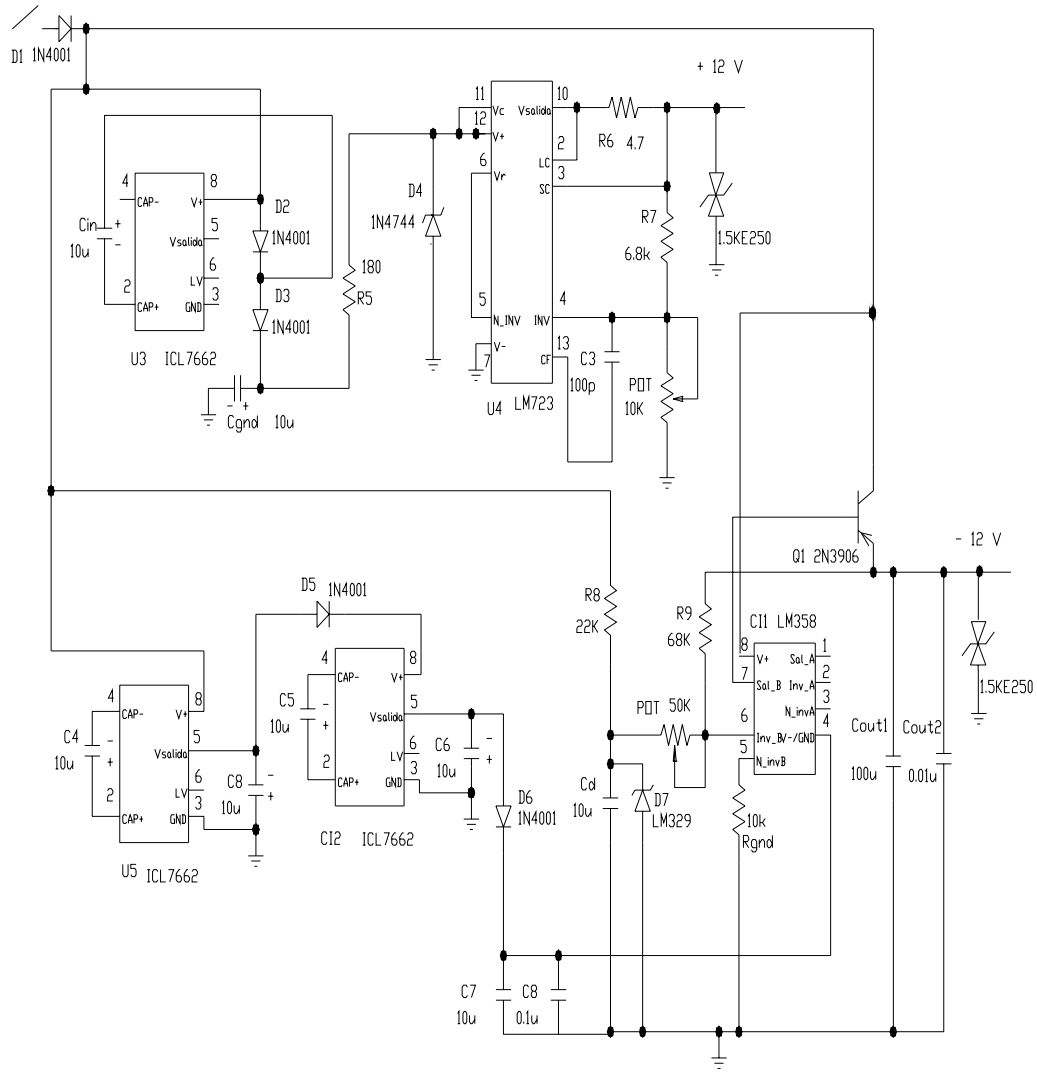 D1 1N4001
+ 12 V
11
Vc
12
V+
6
Vr
5
N_INV
V-
7
Vsalida
10
2
LC
3
SC
4
INV
13
CF
U4 LM723
R6 4.7
R7
6.8k
1.5KE250
C3
100p
POT
10K
D4
1N4744
180
R5
4
CAP-
8
V+
5
Vsalida
6
LV
2
CAP+
3
GND
U3 ICL7662
Cin
+
-
10u
D2
1N4001
D3
1N4001
- +
Cgnd 10u
Q1 2N3906
- 12 V
1.5KE250
R8
22K
R9
68K
POT 50K
CI1 LM358
8
V+
7
Sal_B
6
Inv_B
5
N_invB
Sal_A
1
Inv_A
2
N_invA
3
V-/GND
4
Cout1
100u
Cout2
0.01u
D5 1N4001
4
CAP-
8
V+
5
Vsalida
6
LV
3
GND
2
CAP+
CI2 ICL7662
C5
10u
-
+
C6
10u
-
+
4
CAP-
8
V+
5
Vsalida
6
LV
3
GND
2
CAP+
U5 ICL7662
C4
10u
-
+
C8
10u
-
+
D6
1N4001
Cd
10u
D7
LM329
10k
Rgnd
C7
10u
C8
0.1u